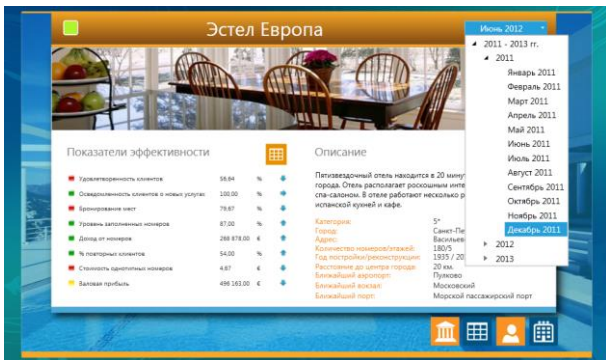 Эстел Европа
Июнь 2012
2011 - 2013 гг.
2011
Январь 2011
Февраль 2011
Март 2011
Апрель 2011
Май 2011
Июнь 2011
Июль 2011
Август 2011
Сентябрь 2011
Октябрь 2011
Ноябрь 2011
Декабрь 2011
2012
2013
Показатели эффективности
Удовлетворенность клиентов 58,64 %
Осведомленность клиентов о новых услугах 100,00 %
Бронирование мест 79,67 %
Уровень заполненных номеров 87,00 %
Доход от номеров 268 878,00 €
% повторных клиентов 54,00 %
Стоимость однотипных номеров 4,67 €
Валовая прибыль 498 163,00 €
Описание
Пятизвездочный отель находится в 20 мину
города. Отель располагает роскошным инте
спа-салоном. В отеле работают несколько р
испанской кухней и кафе.
Категория: 5*
Город: Санкт-Пе
Адрес: Васильев
Количество номеров/этажей: 180/5
Год постройки/реконструкции: 1935 / 20
Расстояние до центра города: 20 км.
Ближайший аэропорт: Пулково
Ближайший вокзал: Московский
Ближайший порт: Морской пассажирский порт